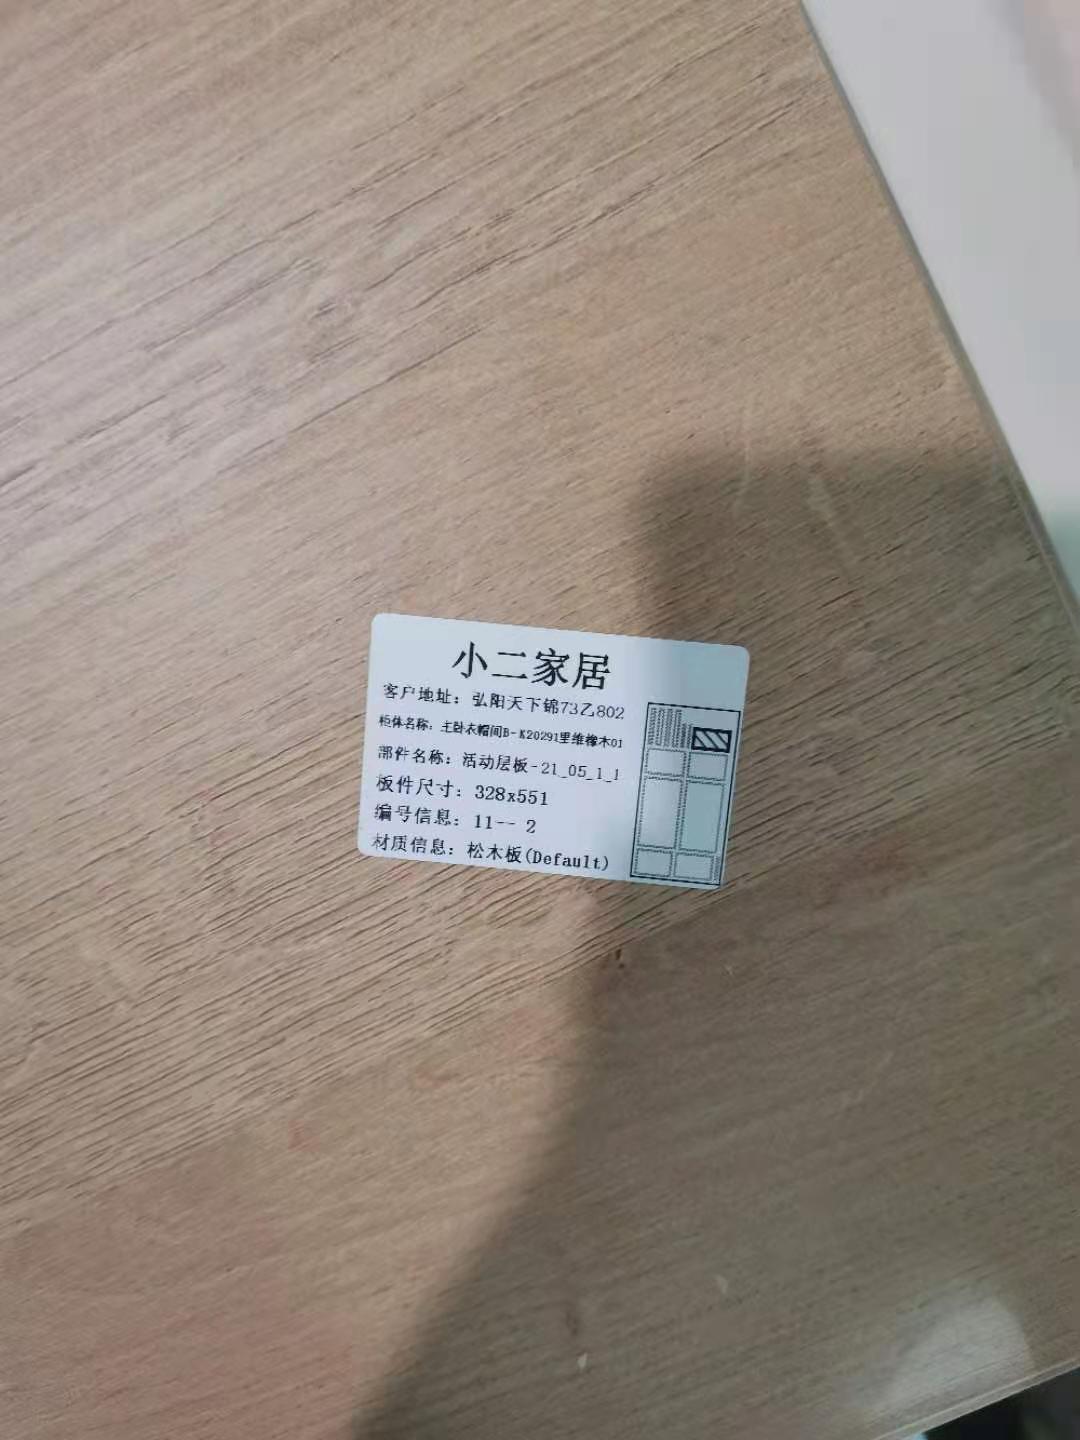 小二家居
客户地址：弘阳天下锦73乙802
柜体名称：主卧衣帽间B-K20291里维橡木01
部件名称：活动层板-21_05_1_1
板件尺寸：328x551
编号信息：11-- 2
材质信息：松木板(Default)